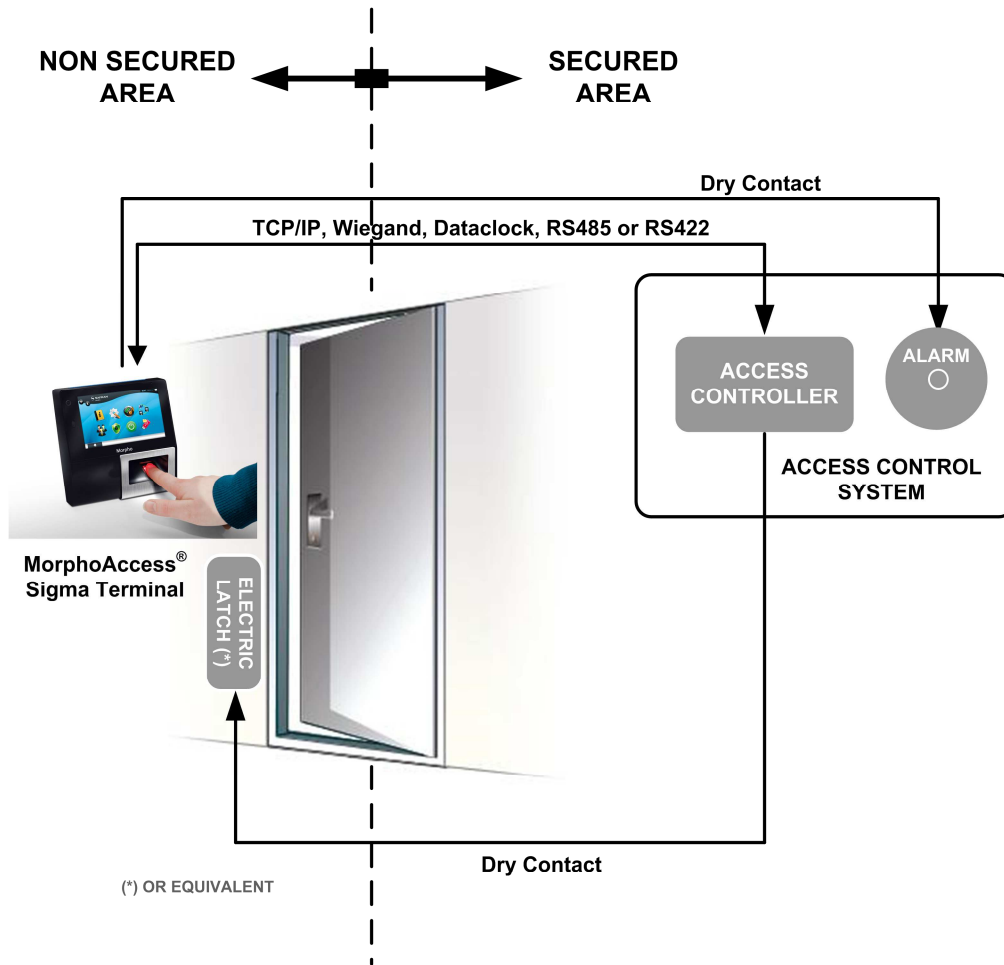 NON SECURED
AREA
SECURED
AREA
Dry Contact
TCP/IP, Wiegand, Dataclock, RS485 or RS422
ACCESS
CONTROLLER
ALARM
ACCESS CONTROL
SYSTEM
Morpho
MorphoAccess®
Sigma Terminal
ELECTRIC
LATCH (*)
Dry Contact
(*) OR EQUIVALENT